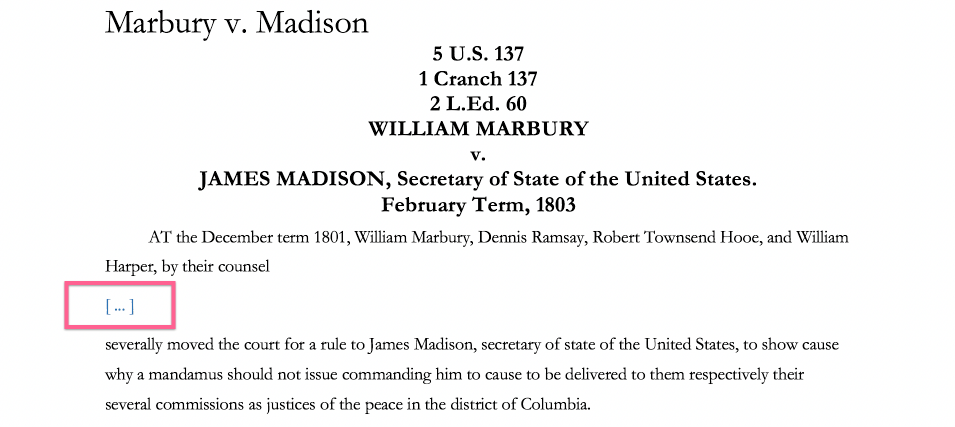 Marbury v. Madison
5 U.S. 137
1 Cranch 137
2 L.Ed. 60
WILLIAM MARBURY
v.
JAMES MADISON, Secretary of State of the United States.
February Term, 1803
AT the December term 1801, William Marbury, Dennis Ramsay, Robert Townsend Hooe, and William
Harper, by their counsel
[ ... ]
severally moved the court for a rule to James Madison, secretary of state of the United States, to show cause
why a mandamus should not issue commanding him to cause to be delivered to them respectively their
several commissions as justices of the peace in the district of Columbia.